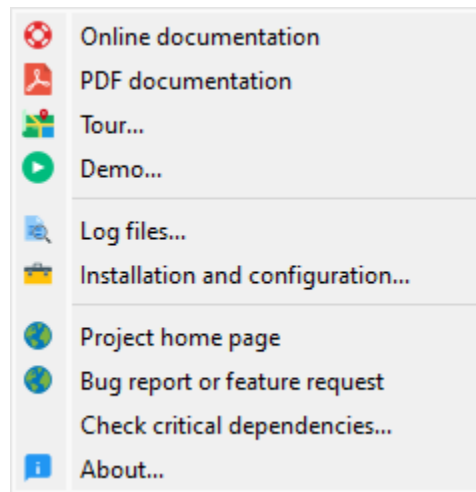 Online documentation
PDF documentation
Tour...
Demo...
Log files...
Installation and configuration...
Project home page
Bug report or feature request
Check critical dependencies...
About...